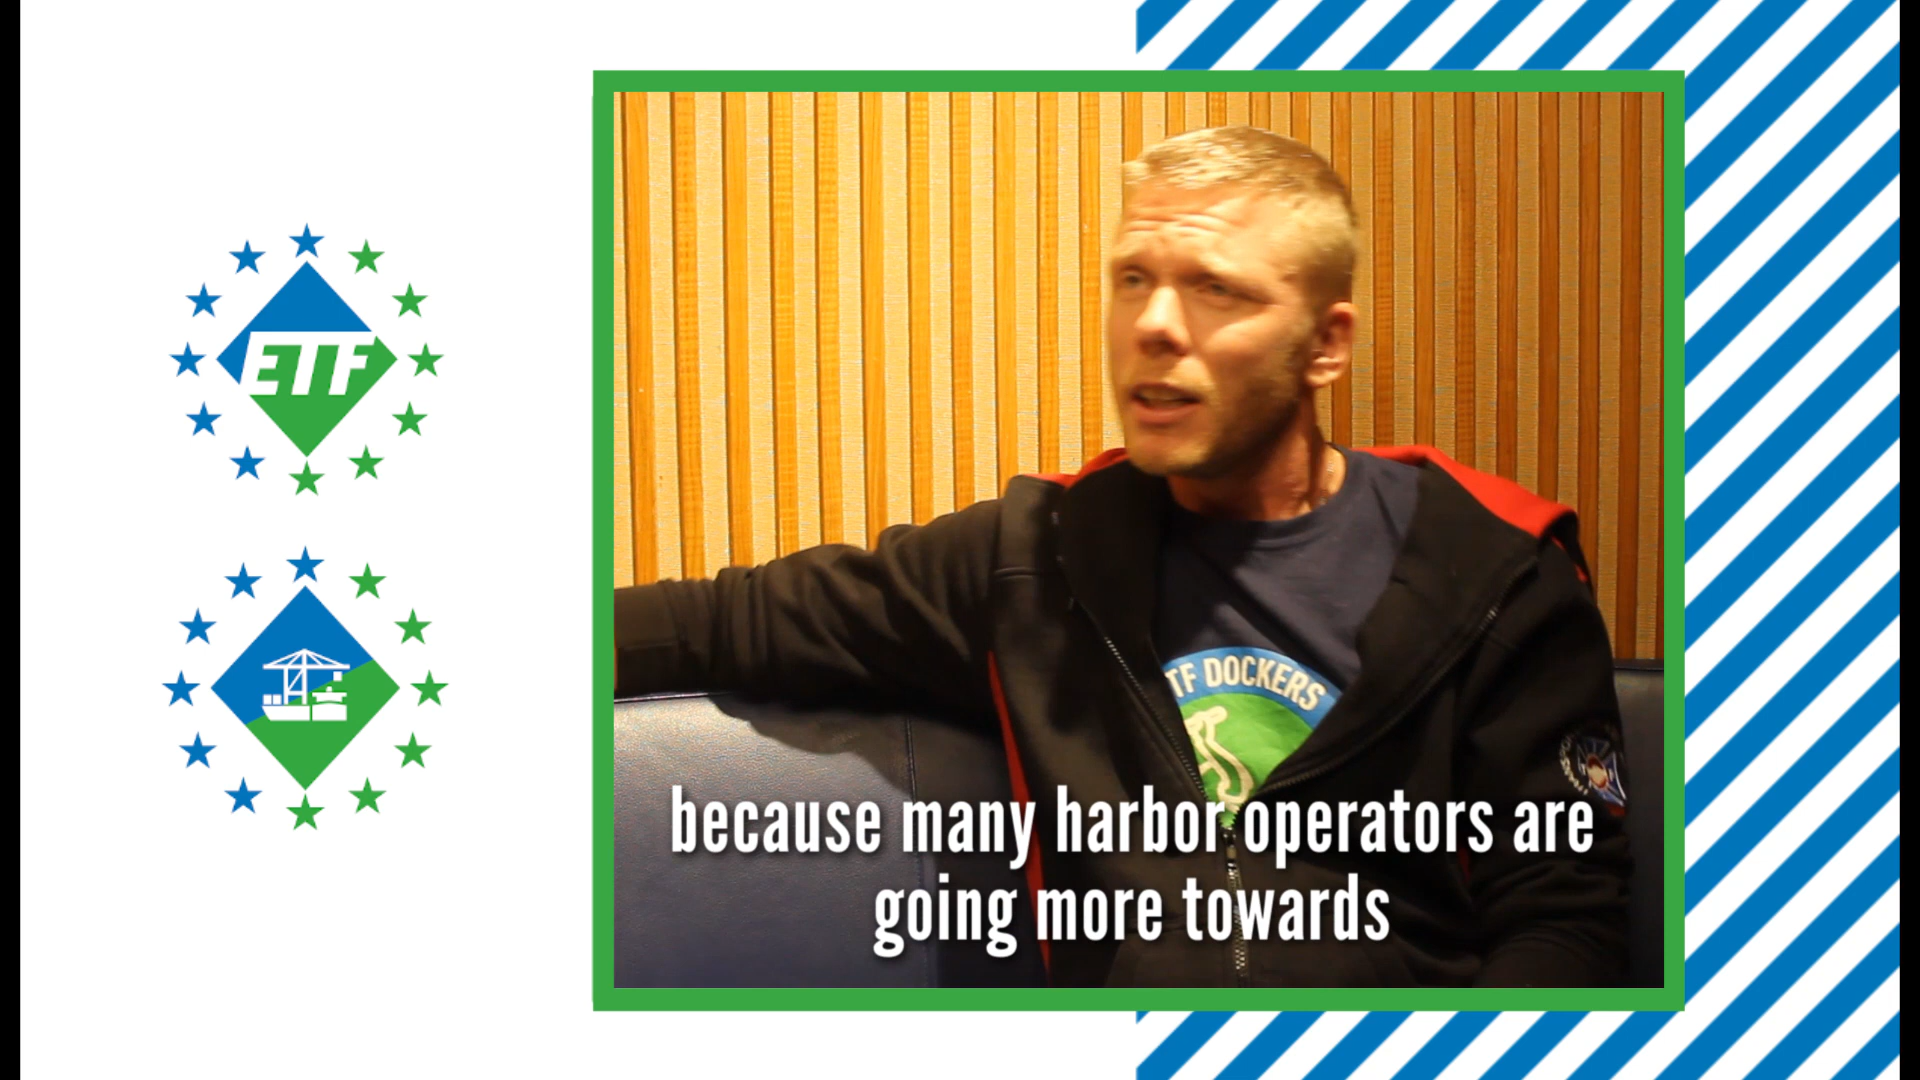 ETF
TF DOCKERS
because many harbor operators are
going more towards